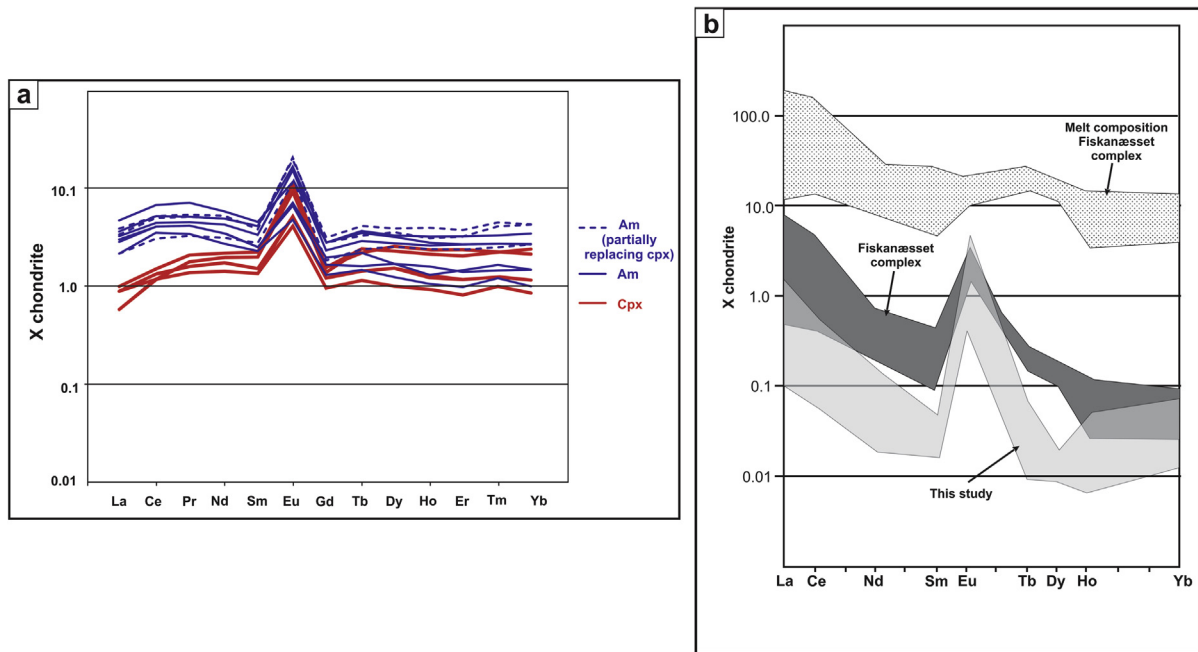 a
X chondrite
10.1
1.0
0.1
0.01
La Ce Pr Nd Sm Eu Gd Tb Dy Ho Er Tm Yb
Am
(partially
replacing cpx)
Am
Cpx
b
X chondrite
100.0
10.0
1.0
0.1
0.01
Melt composition
Fiskanæsset
complex
Fiskanæsset
complex
This study
La Ce Nd Sm Eu Tb Dy Ho Yb